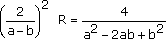 (2/(a-b))² R = 4/(a²-2ab+b²)